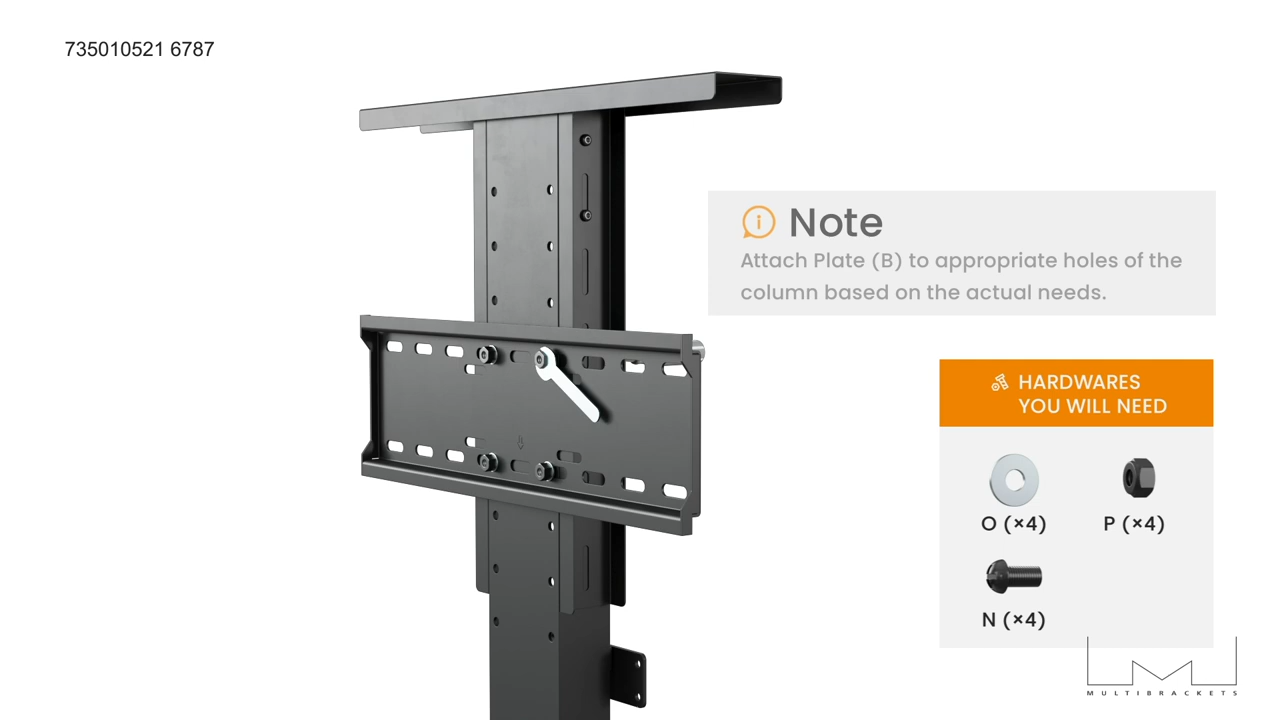 735010521 6787
Note
Attach Plate (B) to appropriate holes of the
column based on the actual needs.
HARDWARES
YOU WILL NEED
O (×4)
P (×4)
N (×4)
MULTIBRACKETS